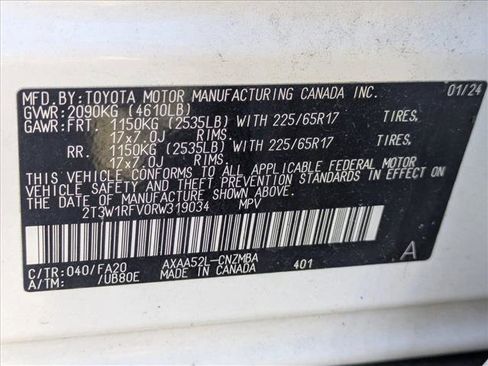 MFD.BY:TOYOTA MOTOR MANUFACTURING CANADA INC. 01/24
GVWR:2090KG (4610LB)
GAWR:FRT. 1150KG (2535LB) WITH 225/65R17 TIRES,
17x7.0J RIMS.
RR. 1150KG (2535LB) WITH 225/65R17 TIRES,
17x7.0J RIMS.
THIS VEHICLE CONFORMS TO ALL APPLICABLE FEDERAL MOTOR
VEHICLE SAFETY AND THEFT PREVENTION STANDARDS IN EFFECT ON
THE DATE OF MANUFACTURE SHOWN ABOVE.
2T3W1RFV0RW319034 MPV
C/TR:040/FA20 AXAA52L-CNZMBA A
A/TM: /UB80E MADE IN CANADA 401